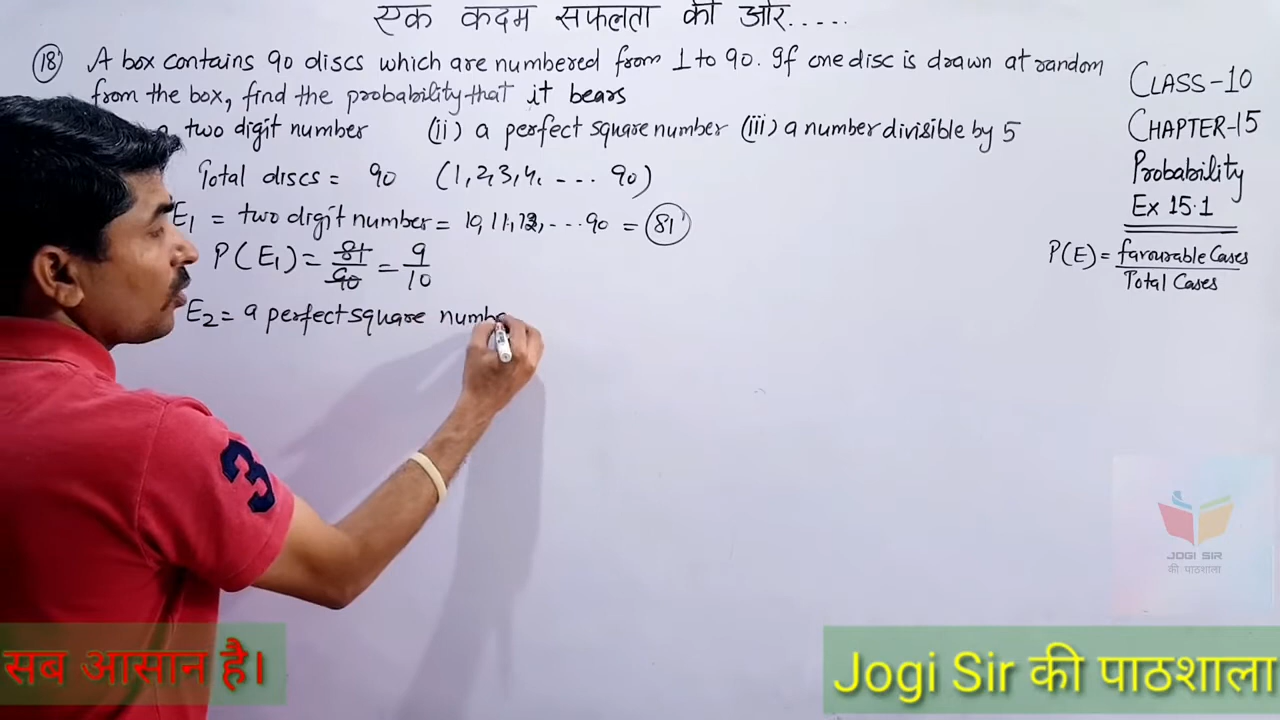 एक कदम सफलता की ओर.....
(18) A box contains 90 discs which are numbered from 1 to 90. If one disc is drawn at random
from the box, find the probability that it bears
two digit number (ii) a perfect square number (iii) a number divisible by 5
Total discs = 90 (1, 2, 3, 4, - - - 90)
E₁ = two digit number = 10, 11, 12, - - - 90 = 81
P(E₁) = 81/90 = 9/10
E₂ = a perfect square numbe
CLASS-10
CHAPTER-15
Probability
Ex 15.1
P(E) = favourable Cases / Total Cases
3
JOGI SIR
की पाठशाला
सब आसान है।
Jogi Sir की पाठशाला